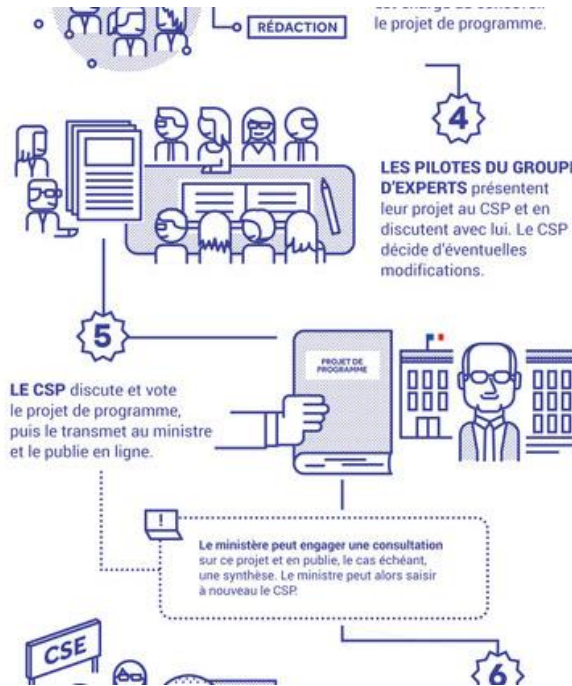 RÉDACTION
le projet de programme.
4
LES PILOTES DU GROUPE
D'EXPERTS présentent
leur projet au CSP et en
discutent avec lui. Le CSP
décide d'éventuelles
modifications.
5
LE CSP discute et vote
le projet de programme,
puis le transmet au ministre
et le publie en ligne.
PROJET DE
PROGRAMME
!
Le ministère peut engager une consultation
sur ce projet et en publie, le cas échéant,
une synthèse. Le ministre peut alors saisir
à nouveau le CSP.
CSE
6